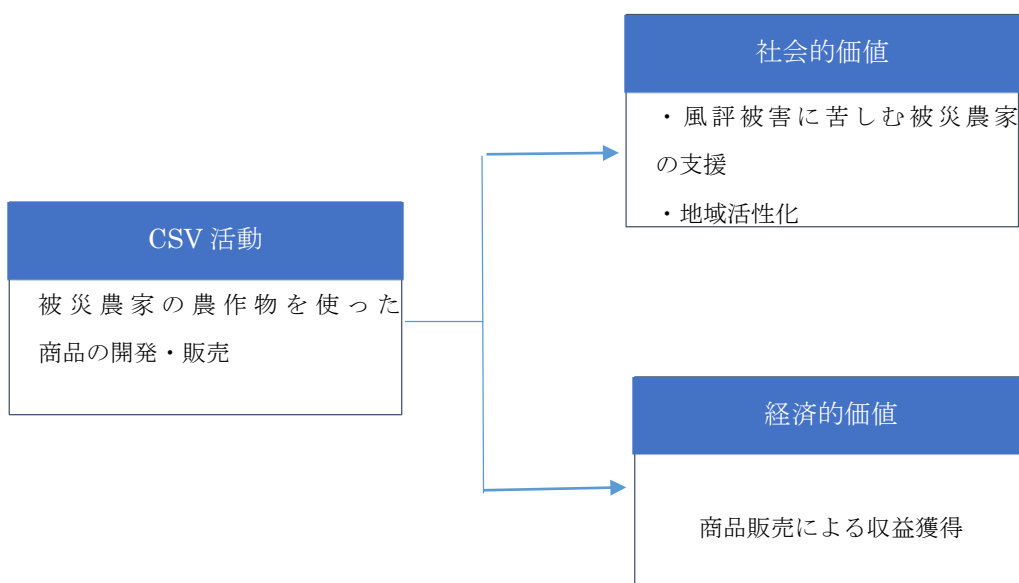 社会的価値
・風評被害に苦しむ被災農家
の支援
・地域活性化
CSV 活動
被災農家の農作物を使った
商品の開発・販売
経済的価値
商品販売による収益獲得